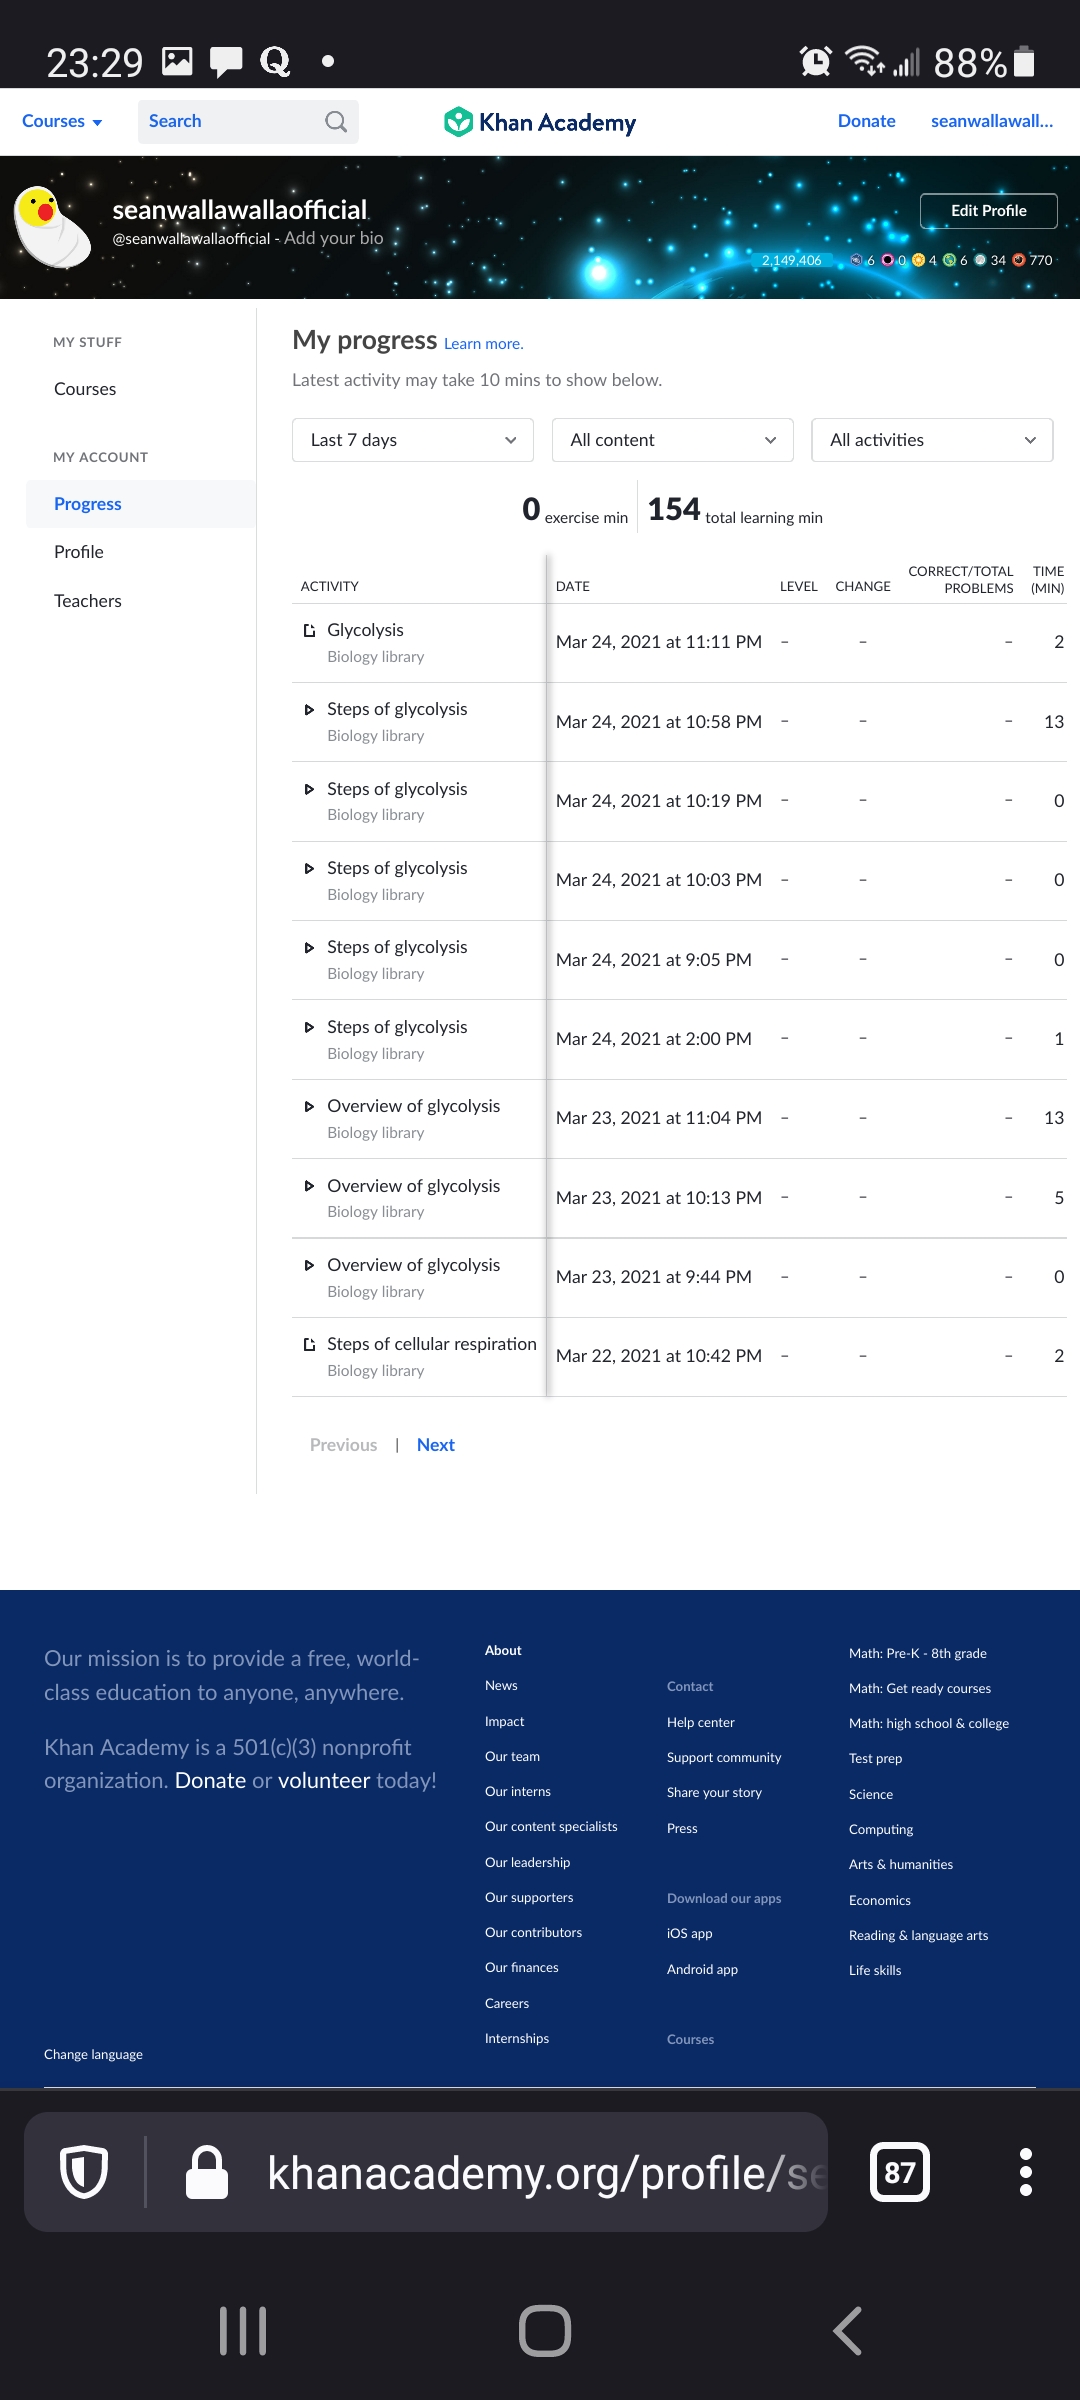 23:29
88%
Courses
Search
Khan Academy
Donate
seanwallawall...
seanwallawallaofficial
@seanwallawallaofficial - Add your bio
Edit Profile
2,149,406 6 0 4 6 34 770
MY STUFF
Courses
MY ACCOUNT
Progress
Profile
Teachers
My progress Learn more.
Latest activity may take 10 mins to show below.
Last 7 days
All content
All activities
0 exercise min
154 total learning min
ACTIVITY DATE LEVEL CHANGE CORRECT/TOTAL PROBLEMS TIME (MIN)
Glycolysis
Biology library
Mar 24, 2021 at 11:11 PM – – – 2
Steps of glycolysis
Biology library
Mar 24, 2021 at 10:58 PM – – – 13
Steps of glycolysis
Biology library
Mar 24, 2021 at 10:19 PM – – – 0
Steps of glycolysis
Biology library
Mar 24, 2021 at 10:03 PM – – – 0
Steps of glycolysis
Biology library
Mar 24, 2021 at 9:05 PM – – – 0
Steps of glycolysis
Biology library
Mar 24, 2021 at 2:00 PM – – – 1
Overview of glycolysis
Biology library
Mar 23, 2021 at 11:04 PM – – – 13
Overview of glycolysis
Biology library
Mar 23, 2021 at 10:13 PM – – – 5
Overview of glycolysis
Biology library
Mar 23, 2021 at 9:44 PM – – – 0
Steps of cellular respiration
Biology library
Mar 22, 2021 at 10:42 PM – – – 2
Previous | Next
Our mission is to provide a free, world-
class education to anyone, anywhere.
Khan Academy is a 501(c)(3) nonprofit
organization. Donate or volunteer today!
About
News
Impact
Our team
Our interns
Our content specialists
Our leadership
Our supporters
Our contributors
Our finances
Careers
Internships
Contact
Help center
Support community
Share your story
Press
Download our apps
iOS app
Android app
Courses
Math: Pre-K - 8th grade
Math: Get ready courses
Math: high school & college
Test prep
Science
Computing
Arts & humanities
Economics
Reading & language arts
Life skills
Change language
khanacademy.org/profile/se
87